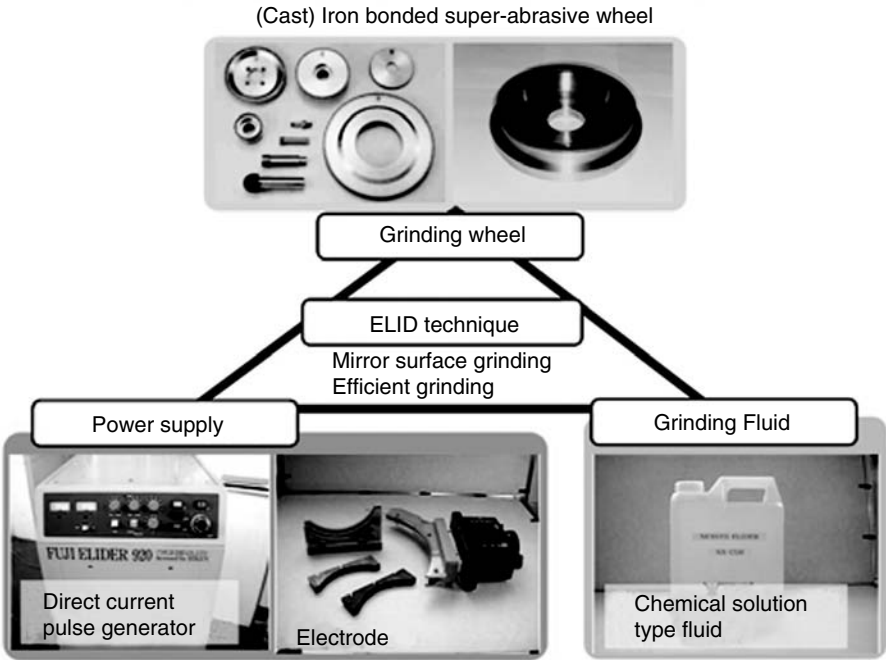 (Cast) Iron bonded super-abrasive wheel
Grinding wheel
ELID technique
Mirror surface grinding
Efficient grinding
Power supply
Grinding Fluid
FUJI ELIDER 920
Direct current
pulse generator
Electrode
Chemical solution
type fluid